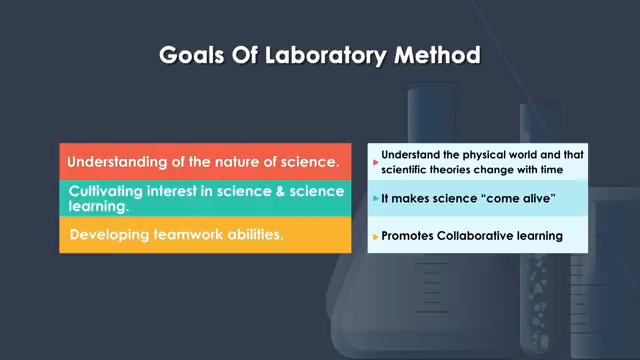 Goals Of Laboratory Method
Understanding of the nature of science.
Understand the physical world and that
scientific theories change with time
Cultivating interest in science & science
learning.
It makes science “come alive”
Developing teamwork abilities.
Promotes Collaborative learning